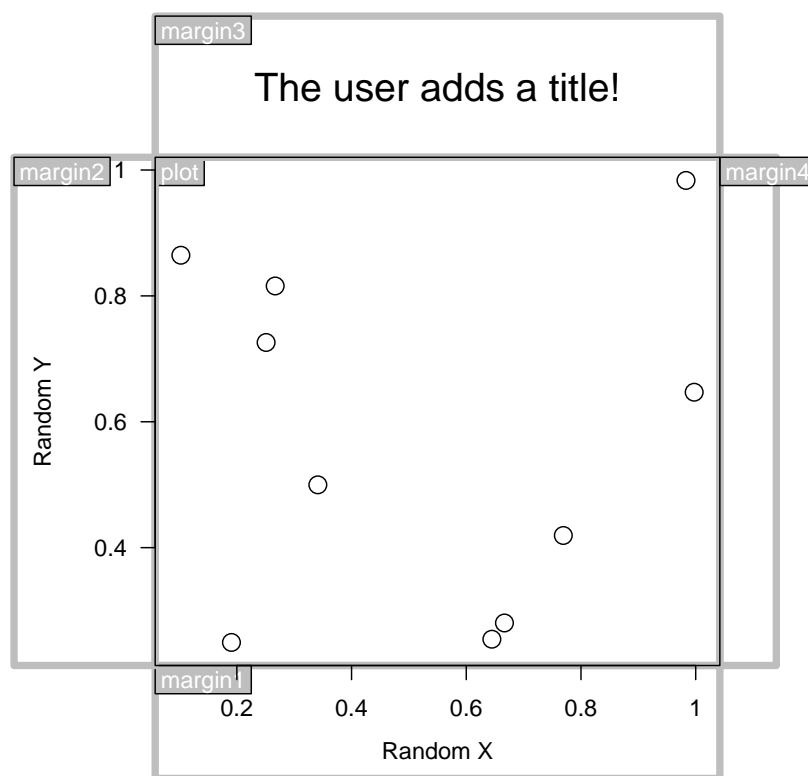 margin3
The user adds a title!
margin2
1
plot
margin4
0.8
0.6
0.4
Random Y
margin1
0.2 0.4 0.6 0.8 1
Random X